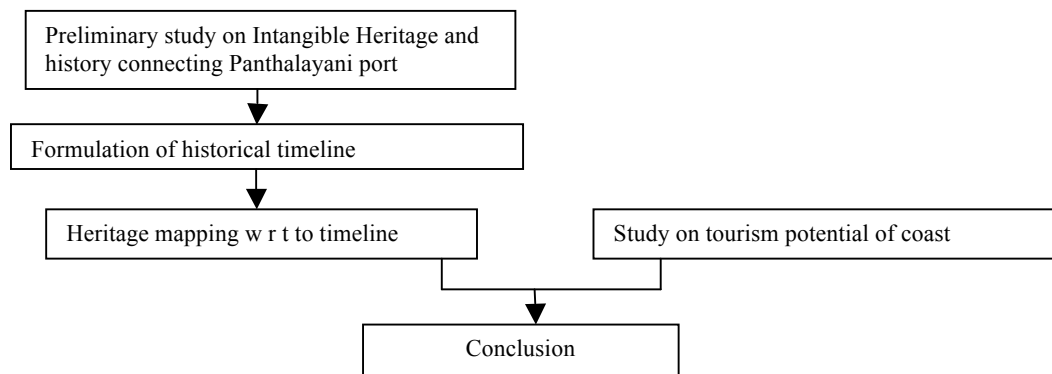 Preliminary study on Intangible Heritage and
history connecting Panthalayani port
Formulation of historical timeline
Heritage mapping w r t to timeline
Study on tourism potential of coast
Conclusion